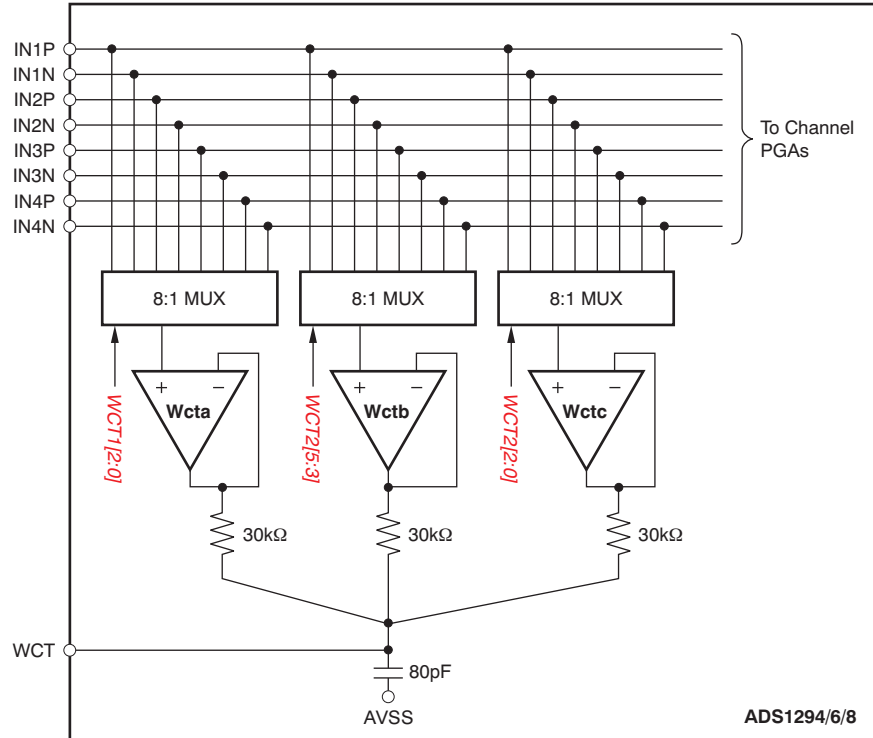 IN1P
IN1N
IN2P
IN2N
IN3P
IN3N
IN4P
IN4N
To Channel
PGAs
8:1 MUX
8:1 MUX
8:1 MUX
+ −
+ −
+ −
Wcta
Wctb
Wctc
WCT1[2:0]
WCT2[5:3]
WCT2[2:0]
30kΩ
30kΩ
30kΩ
WCT
80pF
AVSS
ADS1294/6/8